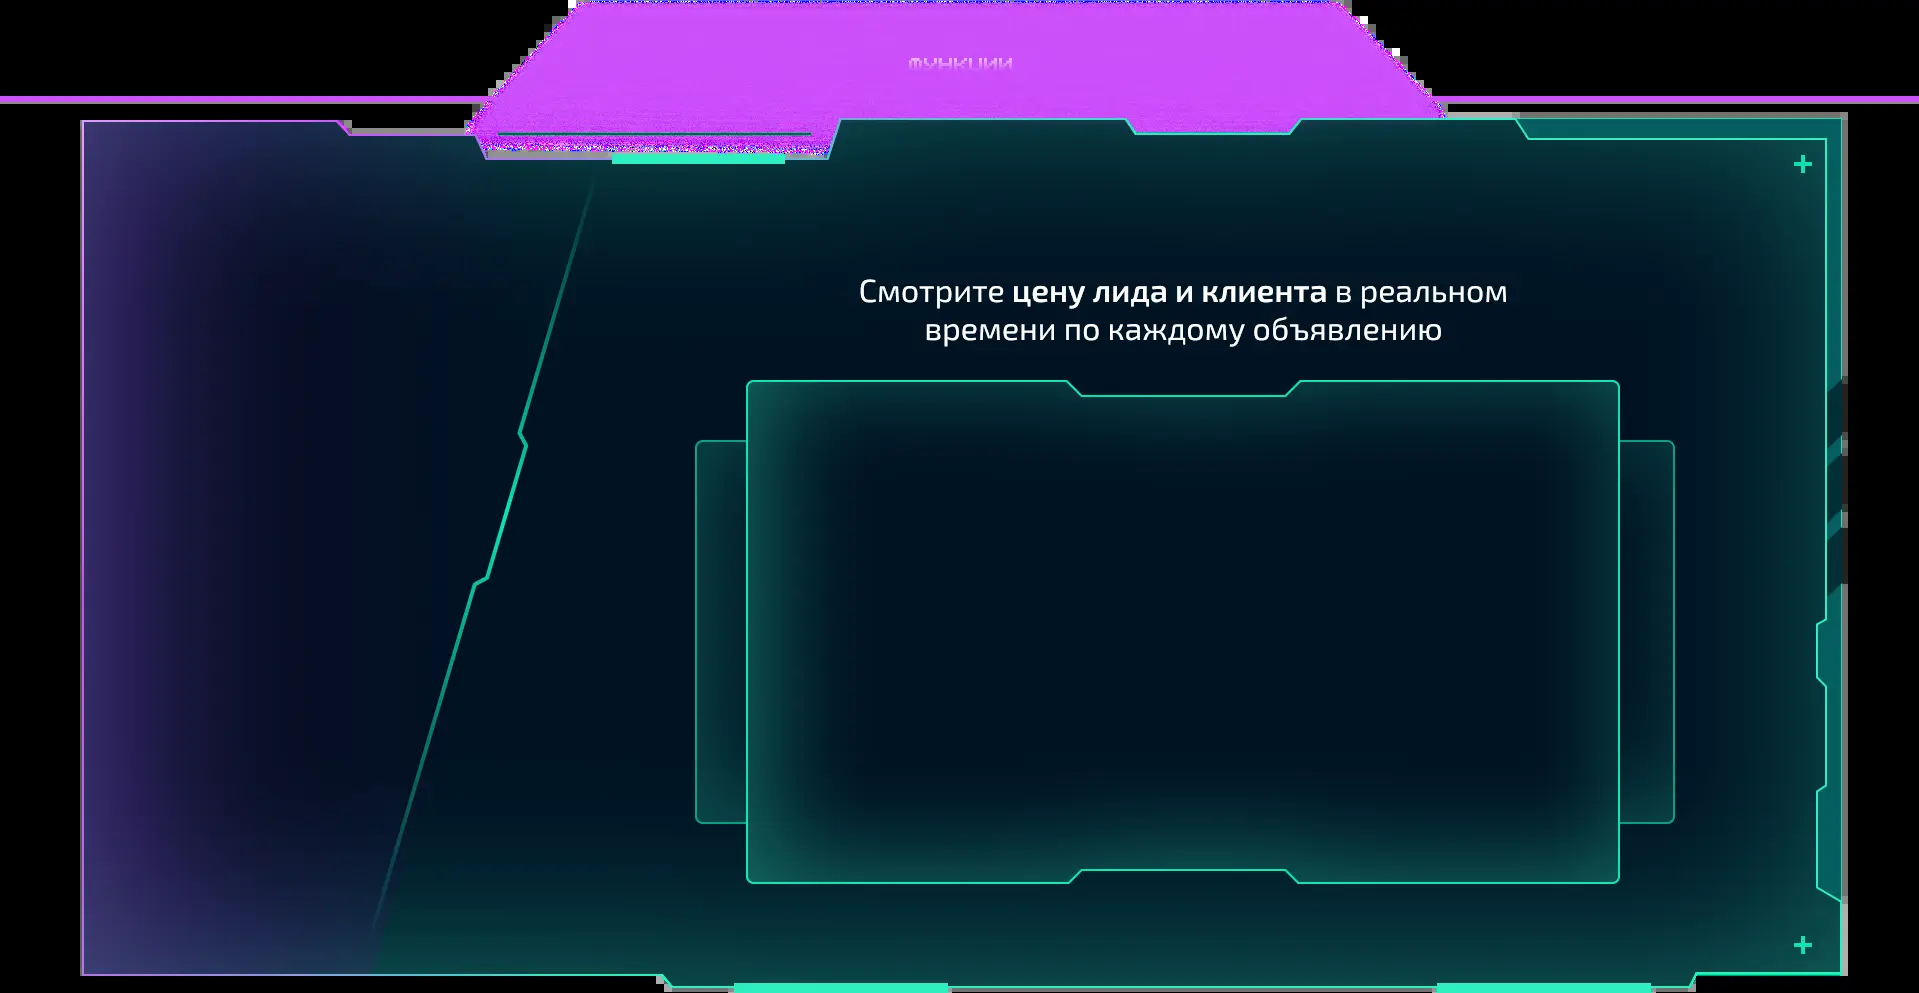 ФУНКЦИИ
Смотрите цену лида и клиента в реальном
времени по каждому объявлению